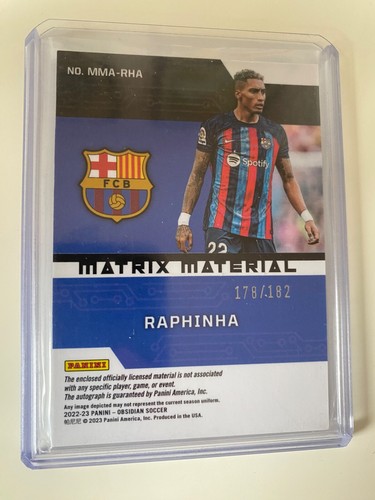 NO. MMA-RHA
Spotify
FCB
22
MATRIX MATERIAL
178/182
RAPHINHA
PANINI
The enclosed officially licensed material is not associated
with any specific player, game, or event.
The autograph is guaranteed by Panini America, Inc.
Any image depicted may not represent the current season uniform.
2022-23 PANINI – OBSIDIAN SOCCER
帕尼尼 © 2023 Panini America, Inc. Produced in the USA.